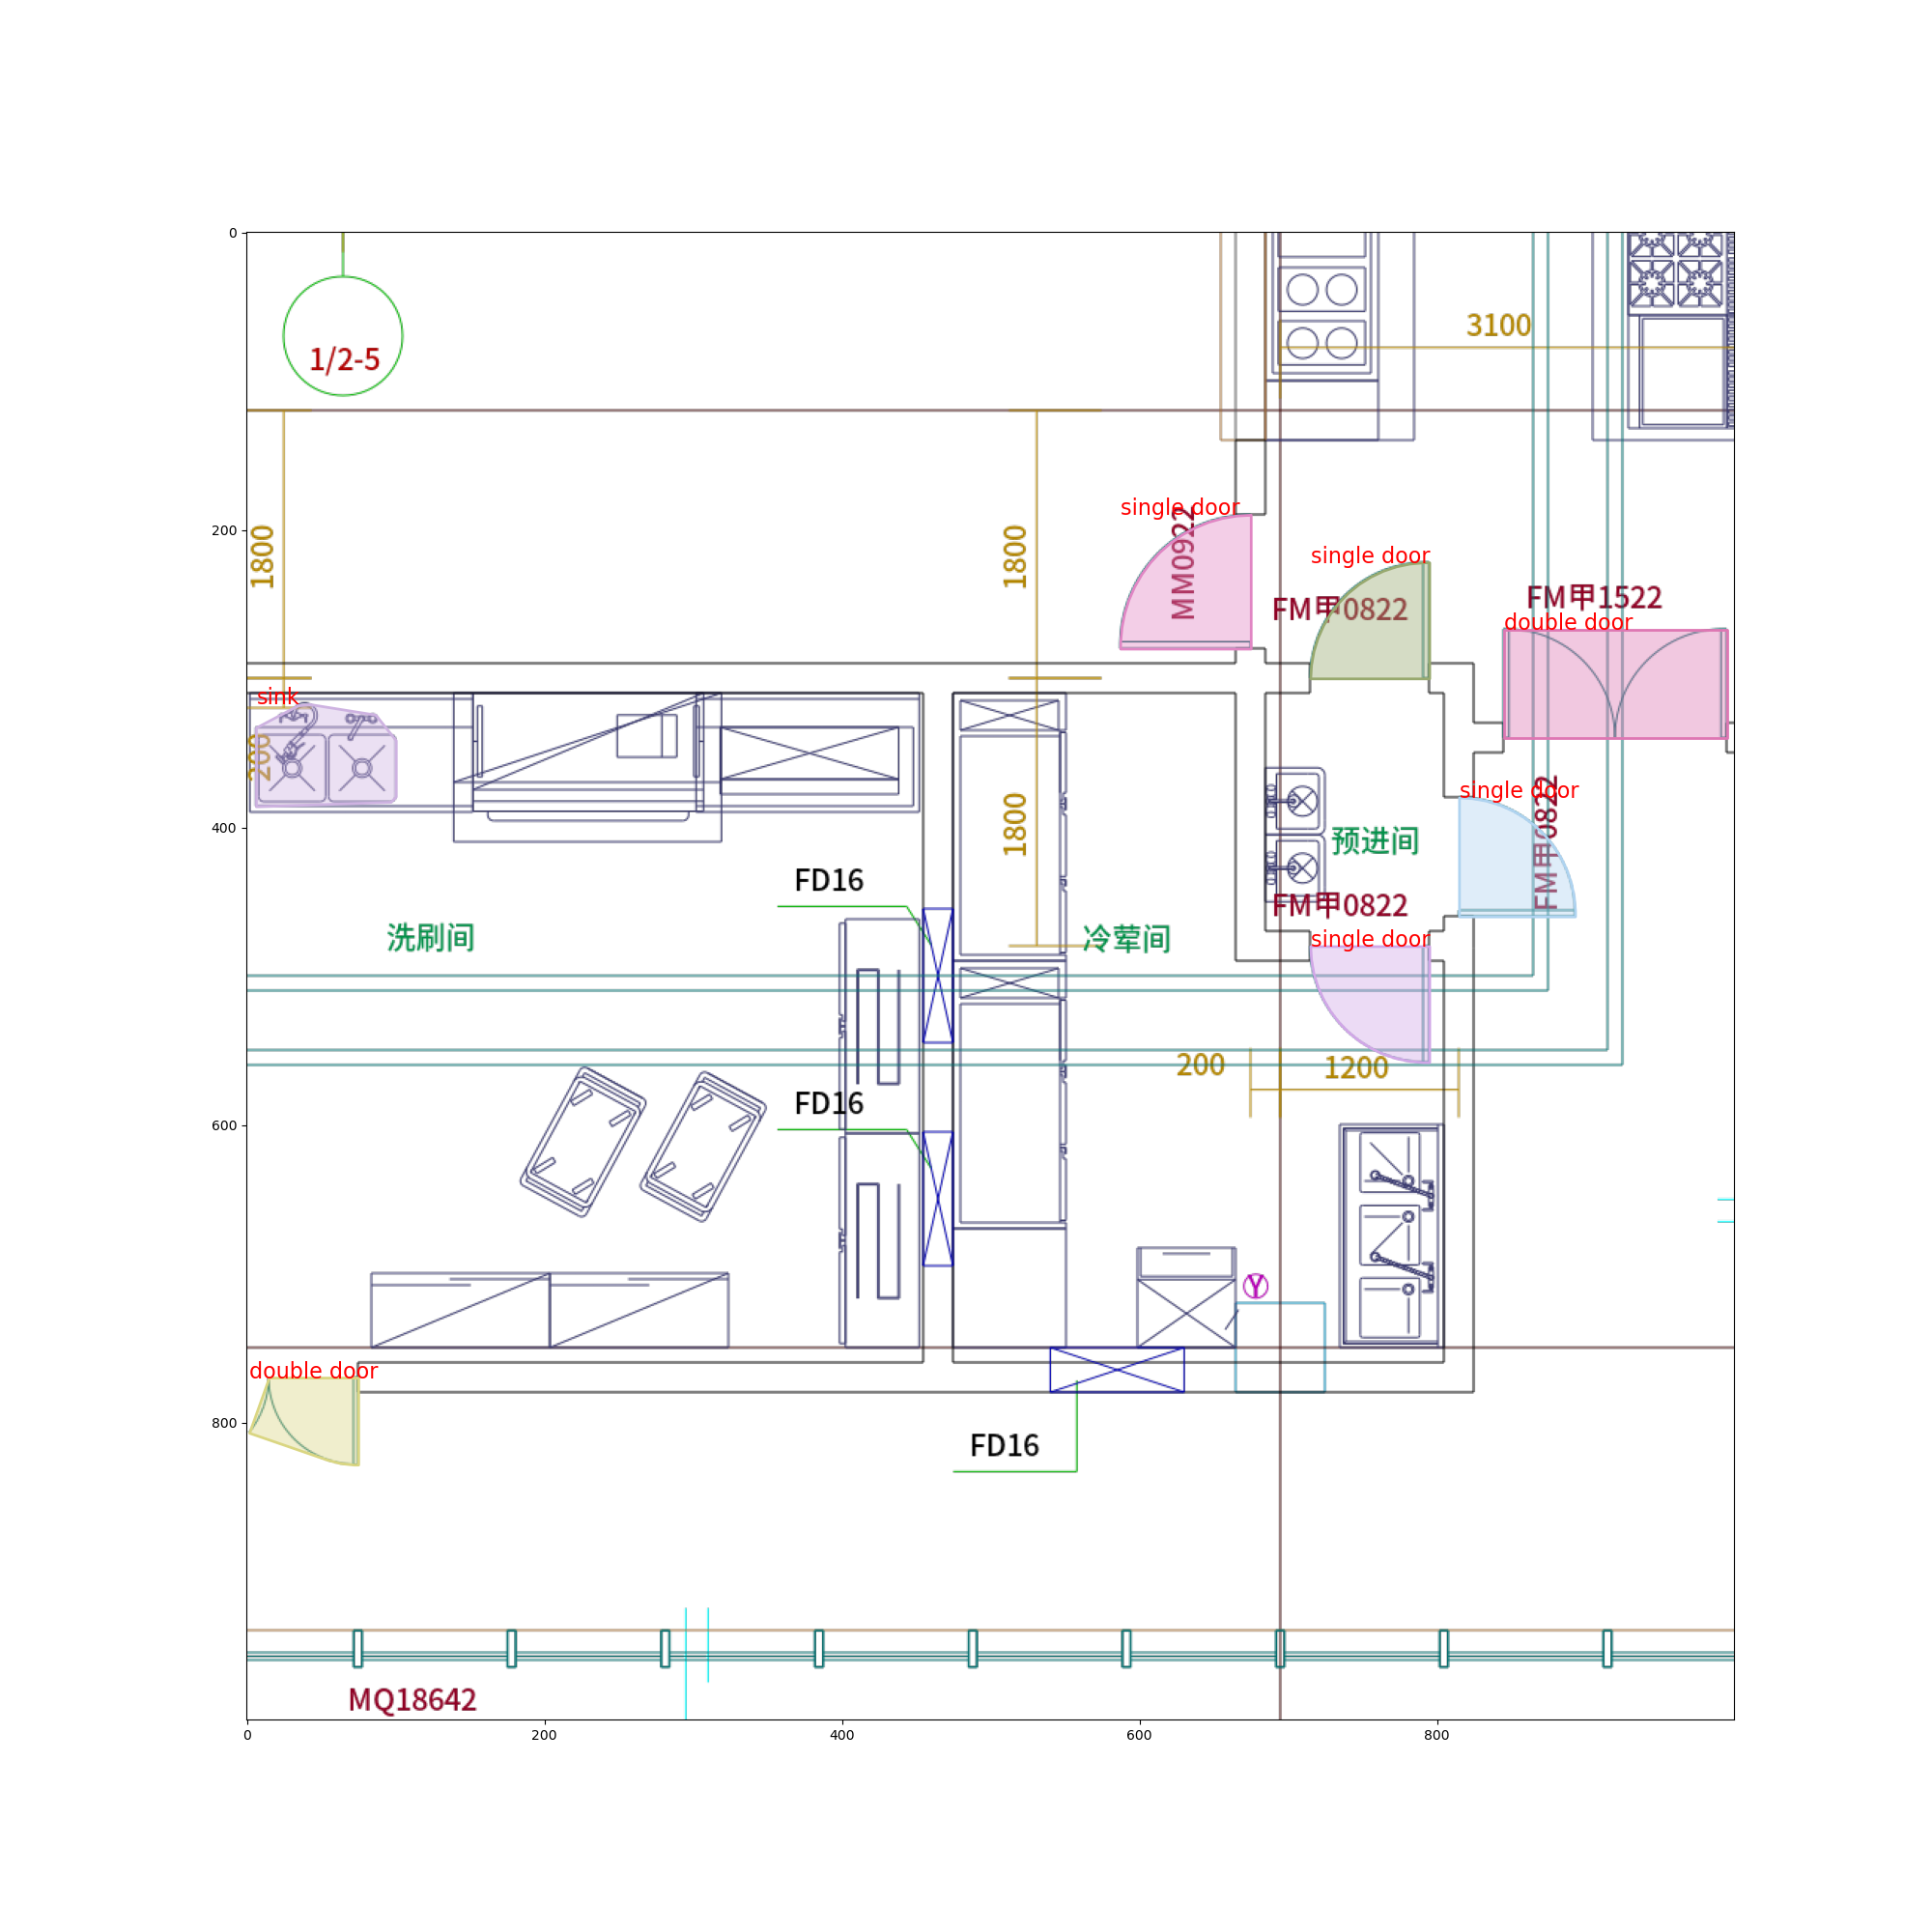 0
200
400
600
800
0
200
400
600
800
1/2-5
3100
1800
1800
1800
200
single door
MM0922
single door
FM甲0822
FM甲1522
double door
sink
single door
FM甲0822
预进间
FD16
FM甲0822
洗刷间
冷荤间
single door
200
1200
FD16
Y
double door
FD16
MQ18642